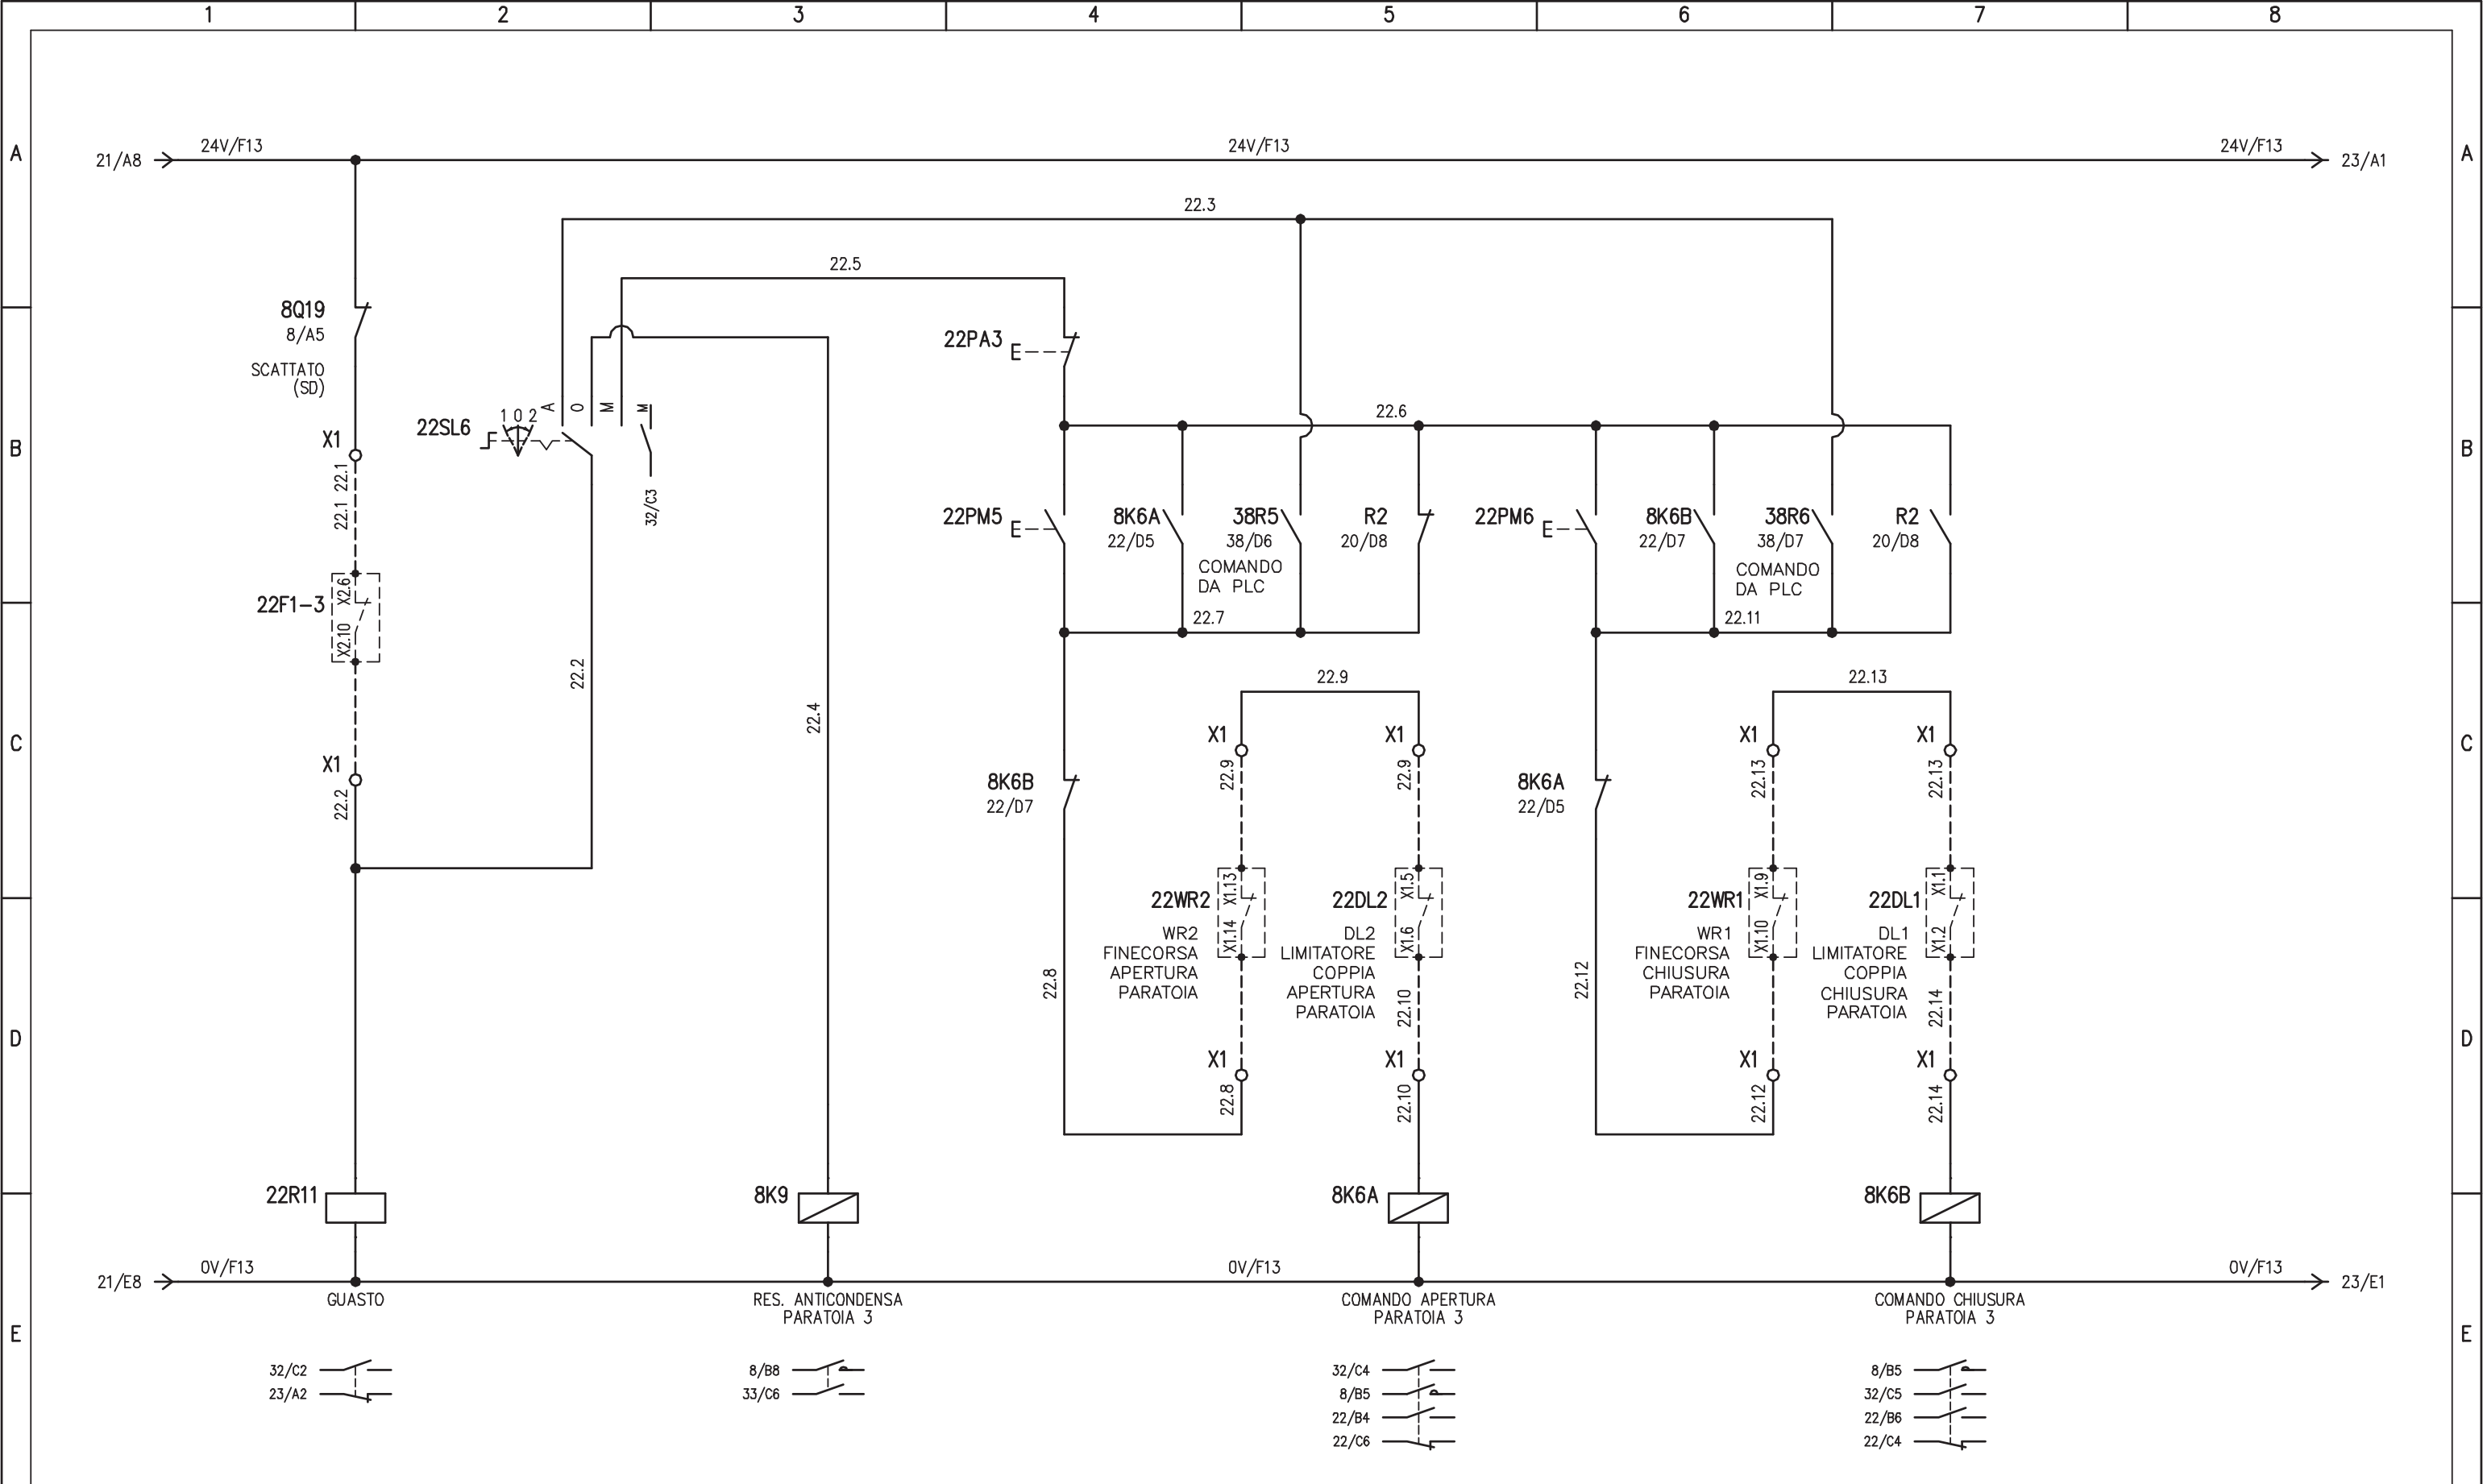 1 2 3 4 5 6 7 8
A A
21/A8 24V/F13 24V/F13 24V/F13 23/A1
22.3
22.5
8Q19
8/A5
SCATTATO
(SD)
22PA3
22SL6
1 0 2
A O M M
32/C3
22.6
B B
X1
22.1
22.1
22PM5
8K6A
22/D5
38R5
38/D6
COMANDO
DA PLC
R2
20/D8
22PM6
8K6B
22/D7
38R6
38/D7
COMANDO
DA PLC
R2
20/D8
22F1-3
X2.6
X2.10
22.7
22.11
22.2
22.4
22.9
22.13
C C
X1
22.2
X1
22.9
X1
22.9
X1
22.13
X1
22.13
8K6B
22/D7
8K6A
22/D5
22WR2
X1.13
X1.14
WR2
FINECORSA
APERTURA
PARATOIA
22DL2
X1.5
X1.6
DL2
LIMITATORE
COPPIA
APERTURA
PARATOIA
22WR1
X1.9
X1.10
WR1
FINECORSA
CHIUSURA
PARATOIA
22DL1
X1.1
X1.2
DL1
LIMITATORE
COPPIA
CHIUSURA
PARATOIA
22.8
22.10
22.12
22.14
D D
X1
22.8
X1
22.10
X1
22.12
X1
22.14
22R11
8K9
8K6A
8K6B
21/E8 0V/F13 0V/F13 0V/F13 23/E1
GUASTO
RES. ANTICONDENSA
PARATOIA 3
COMANDO APERTURA
PARATOIA 3
COMANDO CHIUSURA
PARATOIA 3
E E
32/C2
23/A2
8/B8
33/C6
32/C4
8/B5
22/B4
22/C6
8/B5
32/C5
22/B6
22/C4